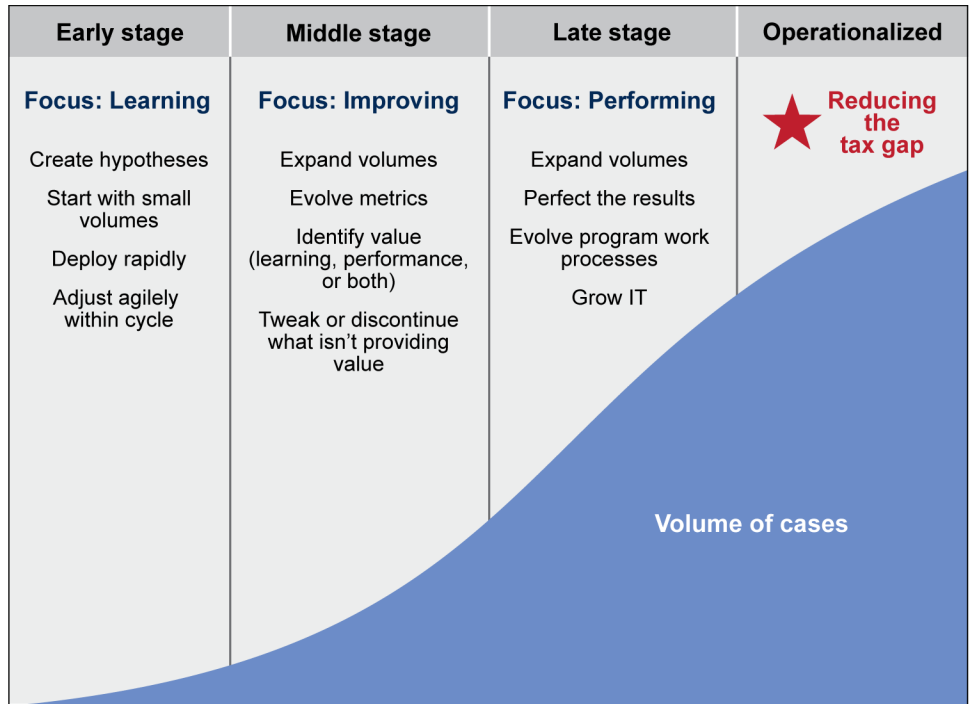 Early stage
Middle stage
Late stage
Operationalized
Focus: Learning
Create hypotheses
Start with small
volumes
Deploy rapidly
Adjust agilely
within cycle
Focus: Improving
Expand volumes
Evolve metrics
Identify value
(learning, performance,
or both)
Tweak or discontinue
what isn’t providing
value
Focus: Performing
Expand volumes
Perfect the results
Evolve program work
processes
Grow IT
Reducing
the
tax gap
Volume of cases